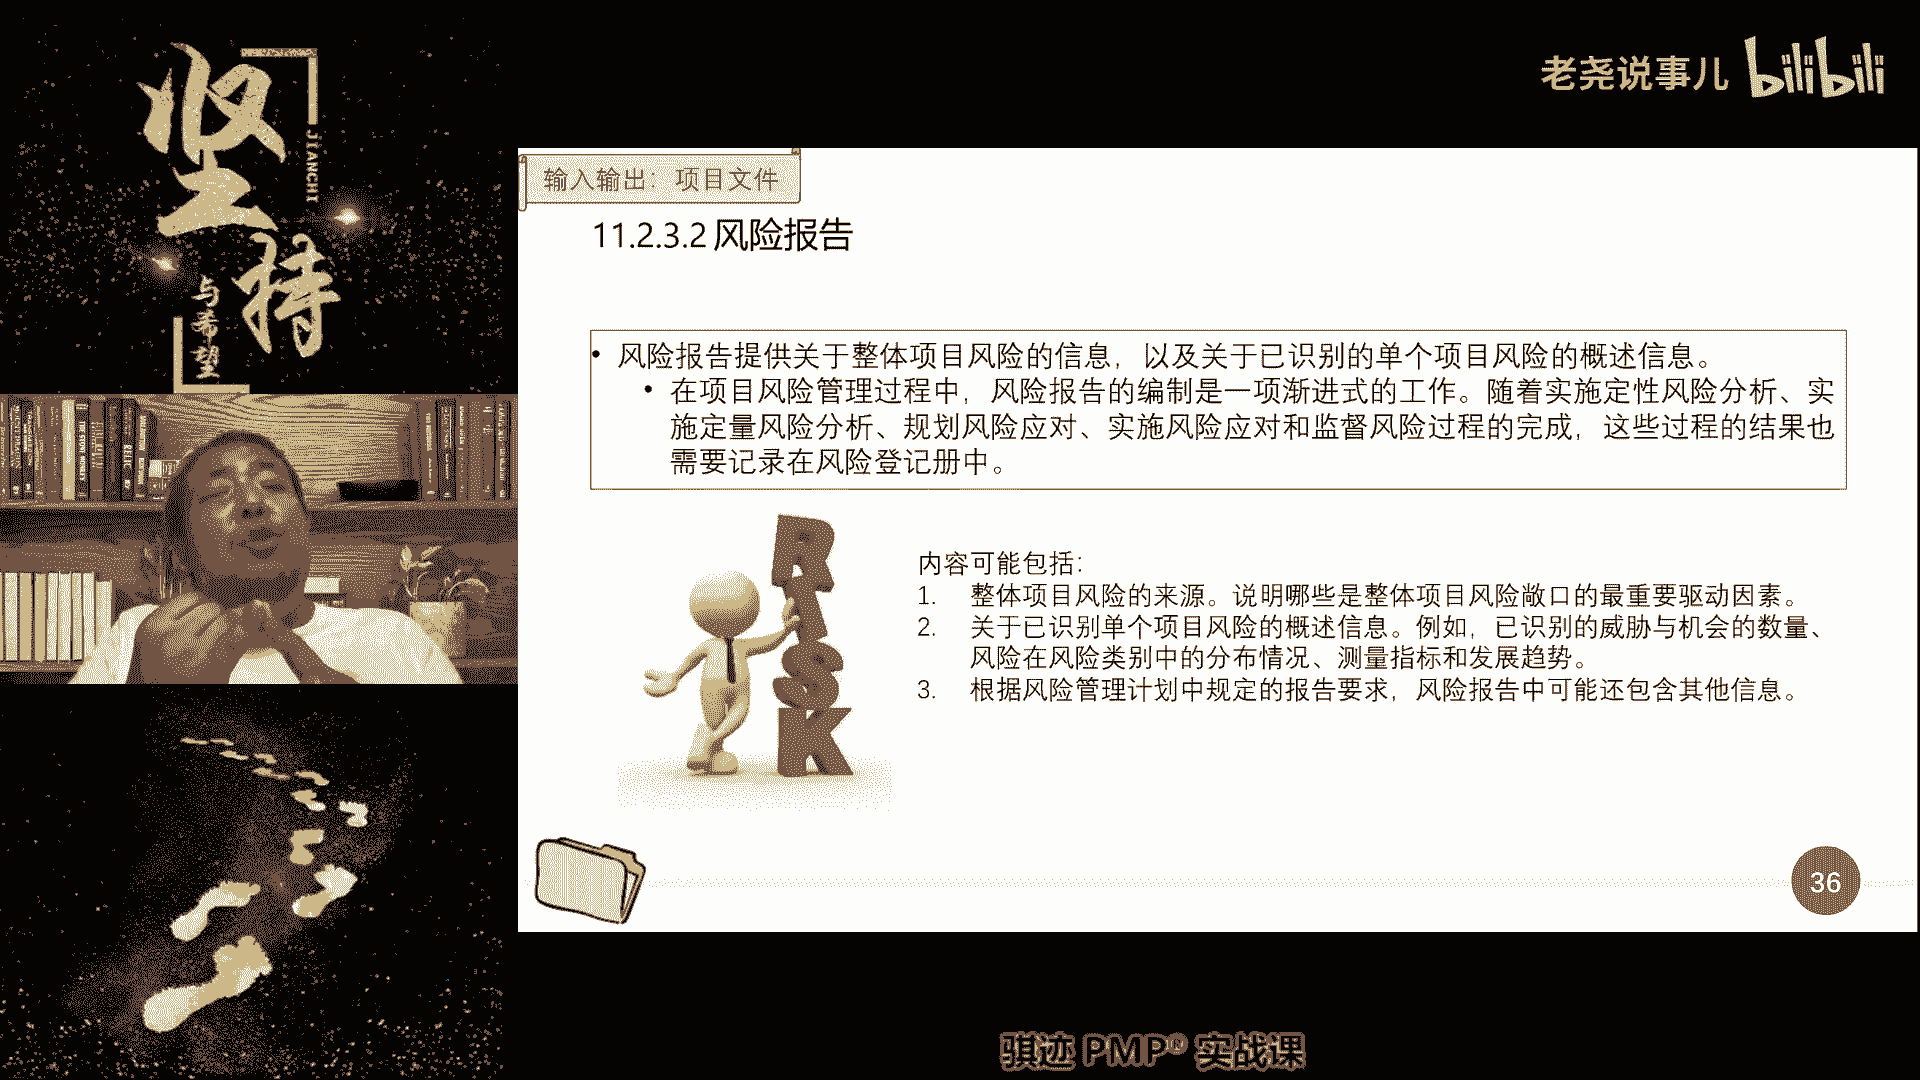 坚持
JIANCHI
与希望
老尧说事儿 bilibili
输入输出：项目文件
11.2.3.2 风险报告
• 风险报告提供关于整体项目风险的信息，以及关于已识别的单个项目风险的概述信息。
• 在项目风险管理过程中，风险报告的编制是一项渐进式的工作。随着实施定性风险分析、实
施定量风险分析、规划风险应对、实施风险应对和监督风险过程的完成，这些过程的结果也
需要记录在风险登记册中。
RISK
内容可能包括：
1. 整体项目风险的来源。说明哪些是整体项目风险敞口的最重要驱动因素。
2. 关于已识别单个项目风险的概述信息。例如，已识别的威胁与机会的数量、
风险在风险类别中的分布情况、测量指标和发展趋势。
3. 根据风险管理计划中规定的报告要求，风险报告中可能还包含其他信息。
36
骐迹 PMP® 实战课